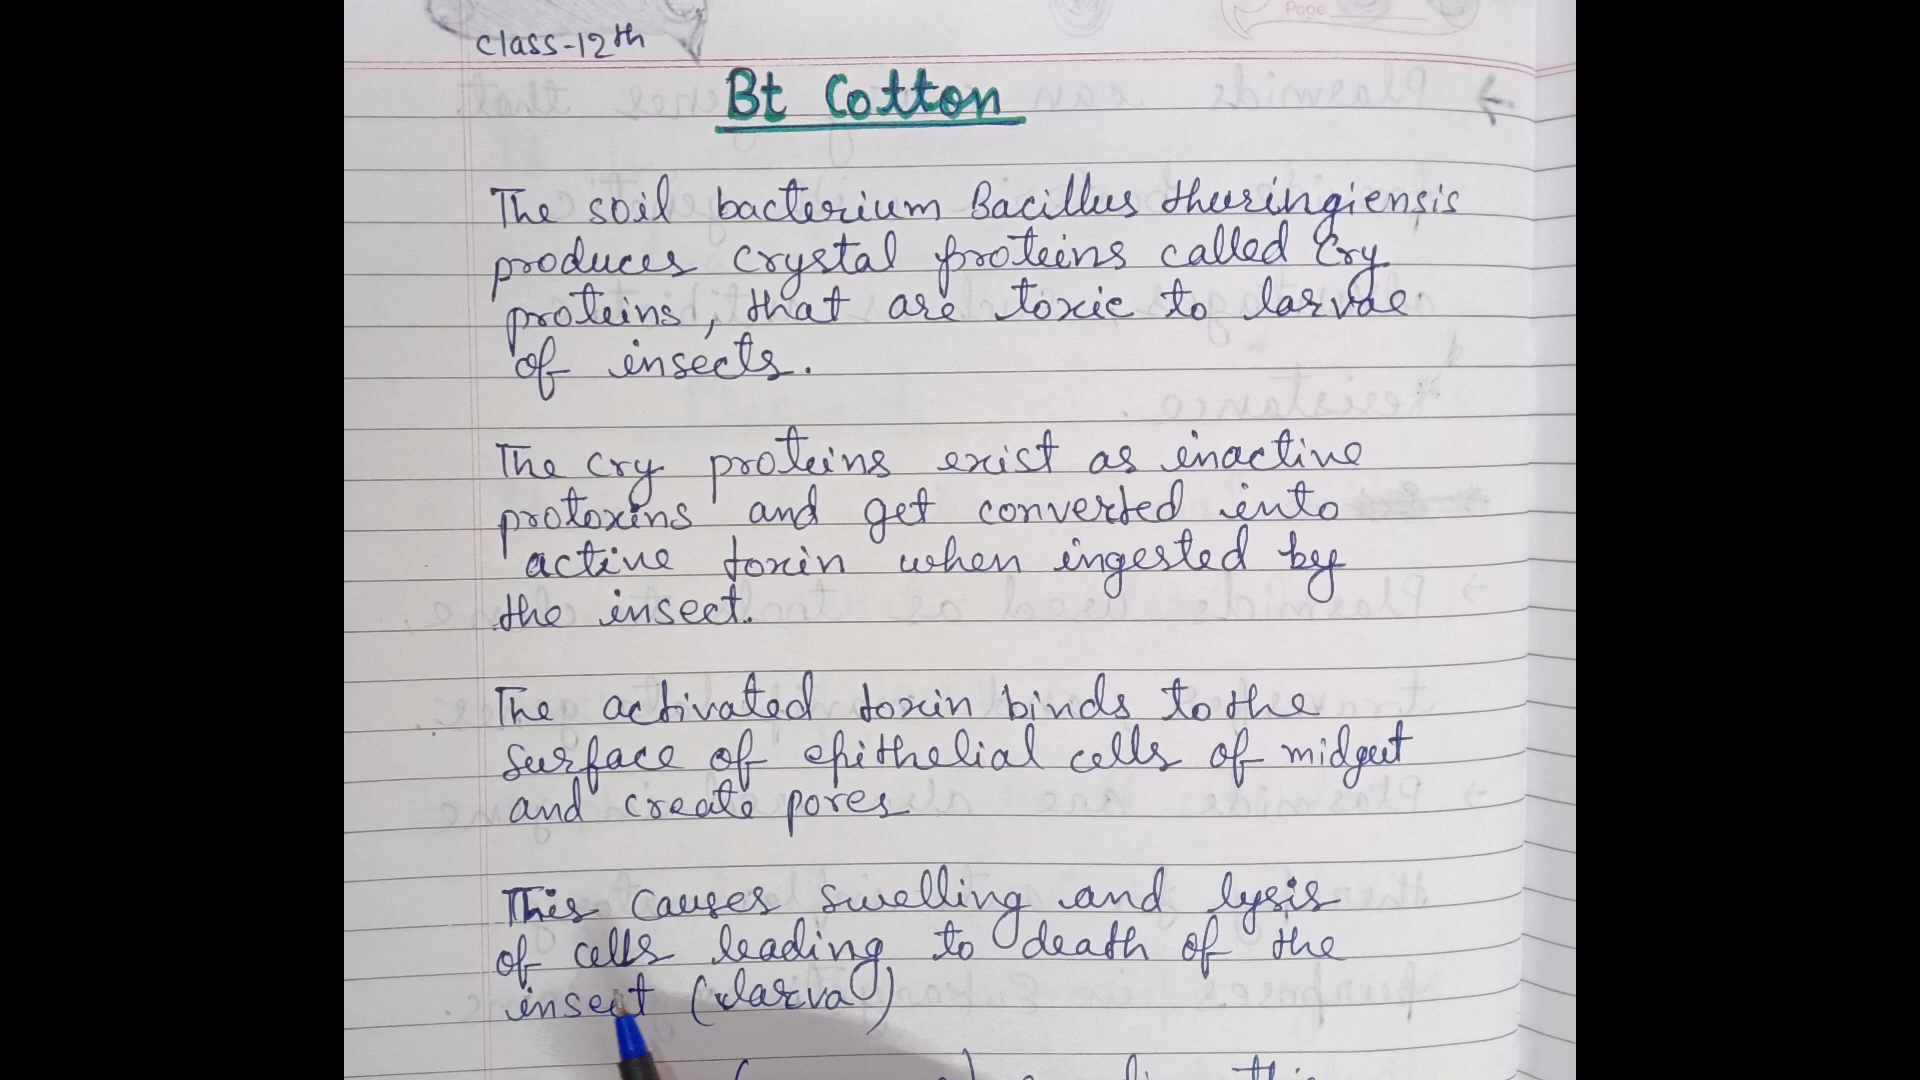 Page
class-12th
Bt Cotton
The soil bacterium Bacillus thuringiensis
produces crystal proteins called Cry
proteins, that are toxic to larvae
of insects.
The cry proteins exist as inactive
protoxins and get converted into
active toxin when ingested by
the insect.
The activated toxin binds to the
surface of epithelial cells of midgut
and create pores
This causes swelling and lysis
of cells leading to death of the
insect (larva)